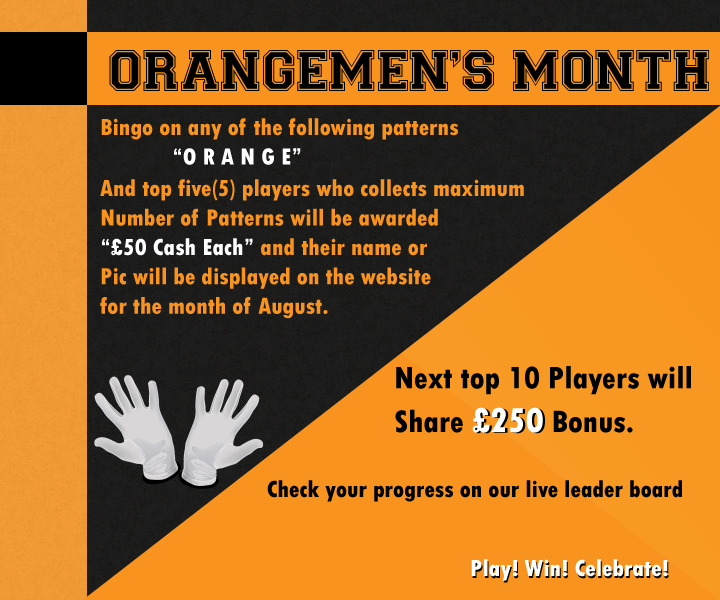 ORANGEMEN'S MONTH
Bingo on any of the following patterns
“O R A N G E”
And top five(5) players who collects maximum
Number of Patterns will be awarded
“£50 Cash Each” and their name or
Pic will be displayed on the website
for the month of August.
Next top 10 Players will
Share £250 Bonus.
Check your progress on our live leader board
Play! Win! Celebrate!